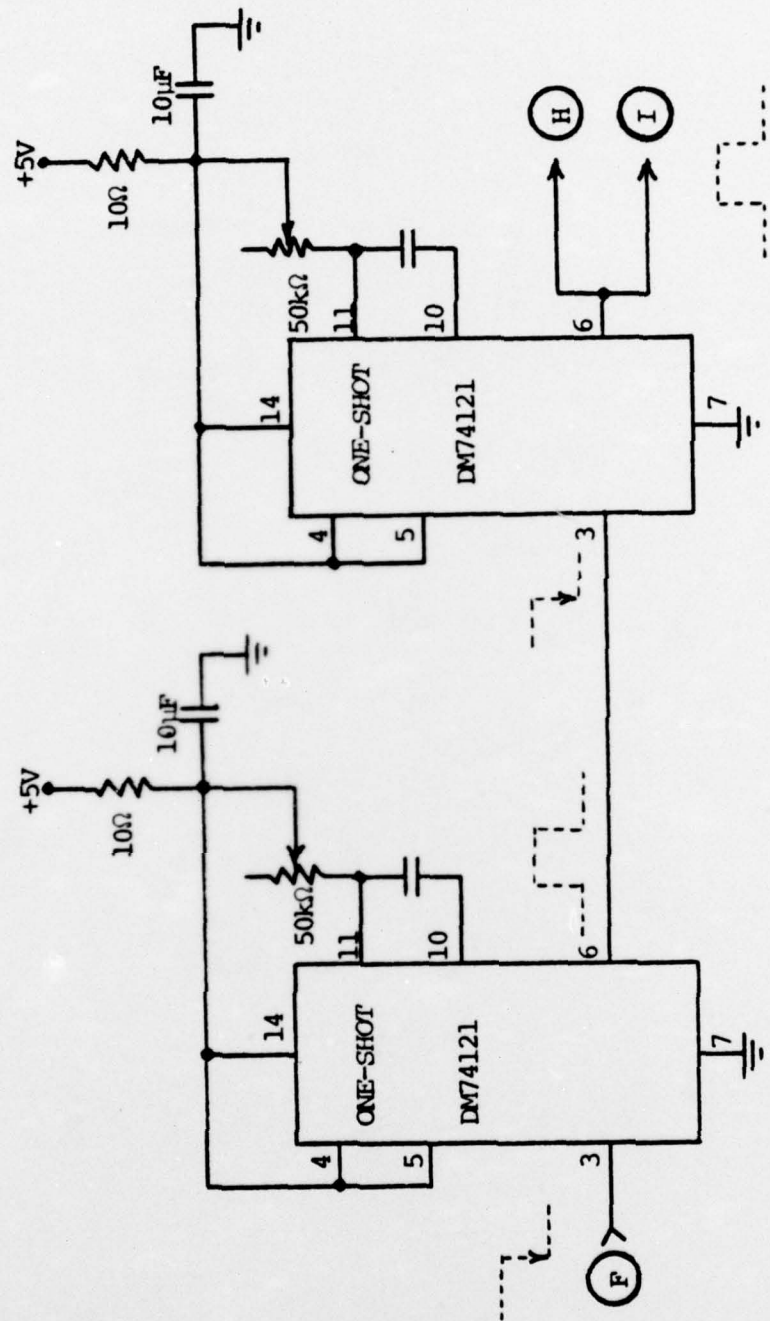 +5V
10Ω
10µF
50kΩ
11
10
14
4
5
ONE-SHOT
DM74121
3
6
7
F
+5V
10Ω
10µF
50kΩ
11
10
14
4
5
ONE-SHOT
DM74121
3
6
7
H
I